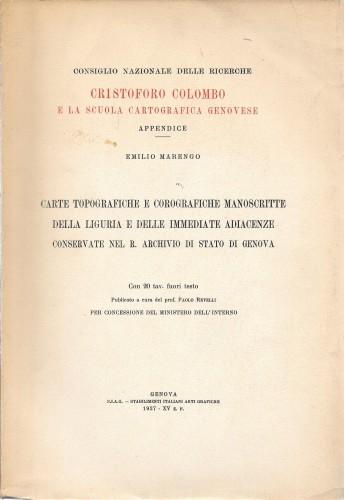 CONSIGLIO NAZIONALE DELLE RICERCHE
CRISTOFORO COLOMBO
E LA SCUOLA CARTOGRAFICA GENOVESE
APPENDICE
EMILIO MARENGO
CARTE TOPOGRAFICHE E COROGRAFICHE MANOSCRITTE
DELLA LIGURIA E DELLE IMMEDIATE ADIACENZE
CONSERVATE NEL R. ARCHIVIO DI STATO DI GENOVA
Con 20 tav. fuori testo
Publicato a cura del prof. PAOLO REVELLI
PER CONCESSIONE DEL MINISTERO DELL'INTERNO
GENOVA
S.I.A.G. - STABILIMENTI ITALIANI ARTI GRAFICHE
1937 - XV E. F.